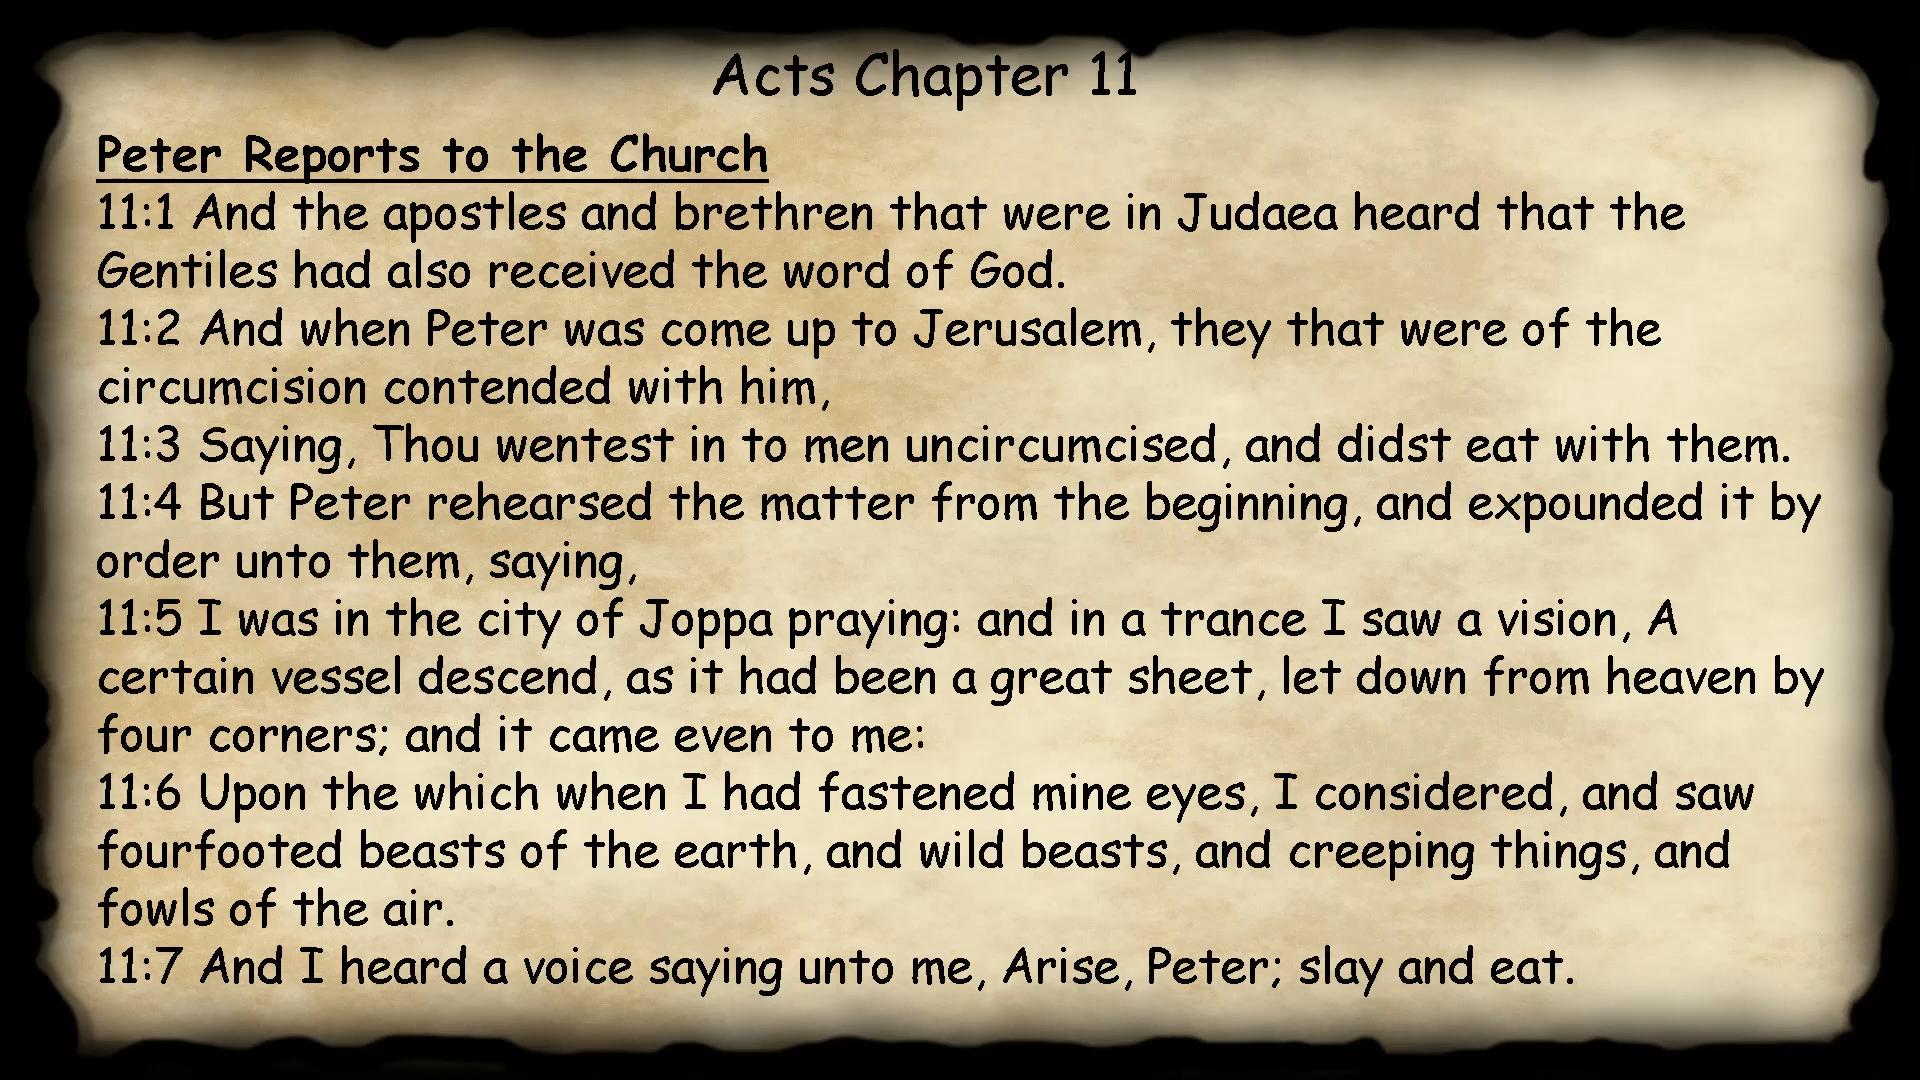 Acts Chapter 11
Peter Reports to the Church
11:1 And the apostles and brethren that were in Judaea heard that the
Gentiles had also received the word of God.
11:2 And when Peter was come up to Jerusalem, they that were of the
circumcision contended with him,
11:3 Saying, Thou wentest in to men uncircumcised, and didst eat with them.
11:4 But Peter rehearsed the matter from the beginning, and expounded it by
order unto them, saying,
11:5 I was in the city of Joppa praying: and in a trance I saw a vision, A
certain vessel descend, as it had been a great sheet, let down from heaven by
four corners; and it came even to me:
11:6 Upon the which when I had fastened mine eyes, I considered, and saw
fourfooted beasts of the earth, and wild beasts, and creeping things, and
fowls of the air.
11:7 And I heard a voice saying unto me, Arise, Peter; slay and eat.